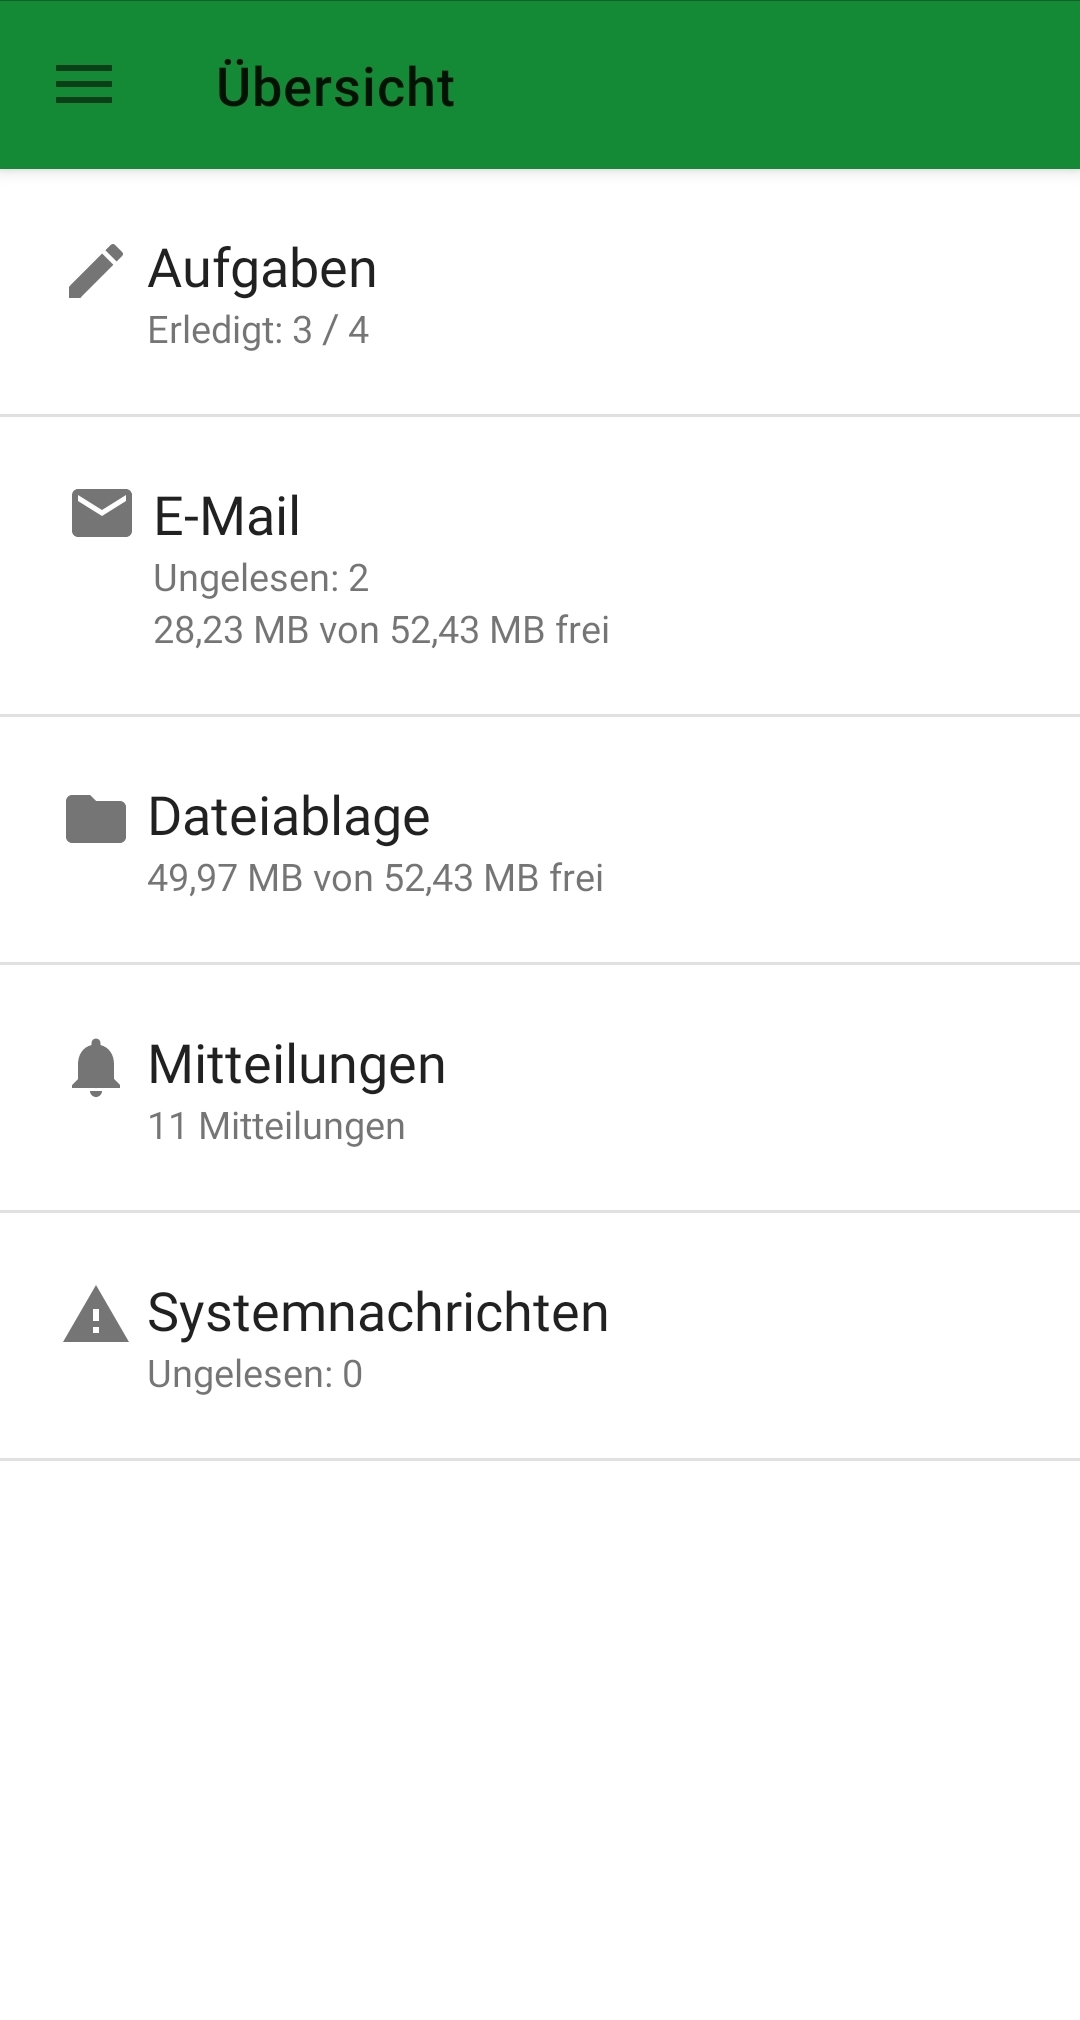 Übersicht
Aufgaben
Erledigt: 3 / 4
E-Mail
Ungelesen: 2
28,23 MB von 52,43 MB frei
Dateiablage
49,97 MB von 52,43 MB frei
Mitteilungen
11 Mitteilungen
Systemnachrichten
Ungelesen: 0